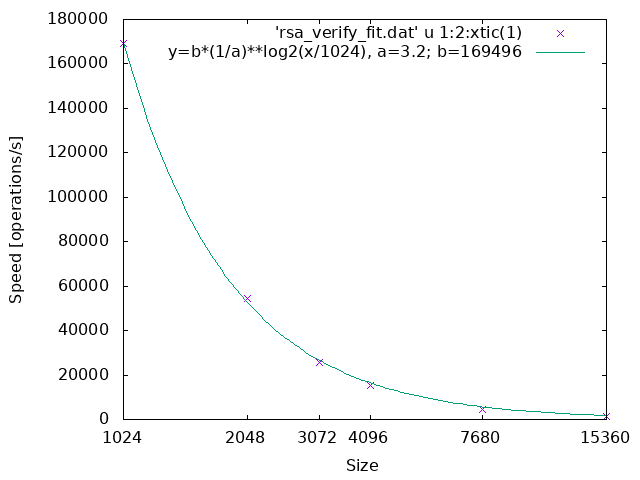 'rsa_verify_fit.dat' u 1:2:xtic(1)
y=b*(1/a)**log2(x/1024), a=3.2; b=169496
180000
160000
140000
120000
100000
80000
60000
40000
20000
0
Speed [operations/s]
1024 2048 3072 4096 7680 15360
Size